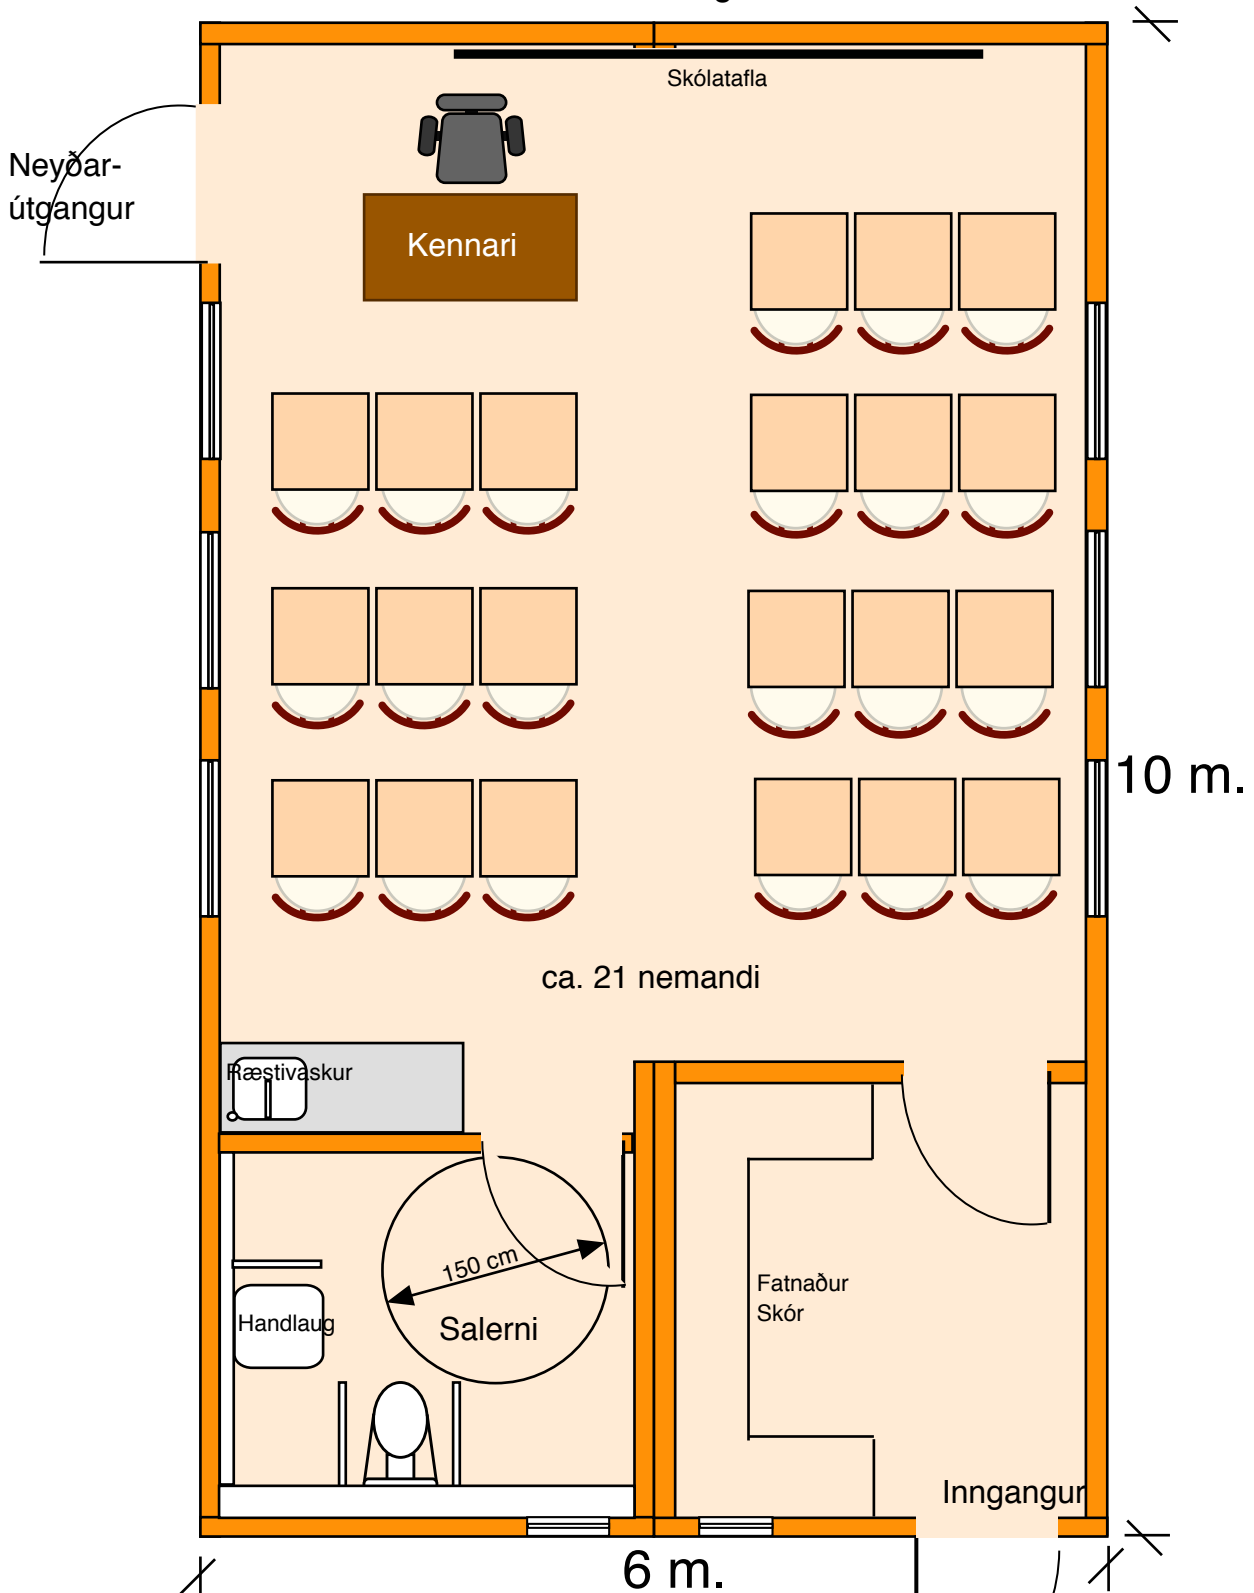 Skólatafla
Neyðar-
útgangur
Kennari
10 m.
ca. 21 nemandi
Ræstivaskur
150 cm
Handlaug
Salerni
Fatnaður
Skór
Inngangur
6 m.